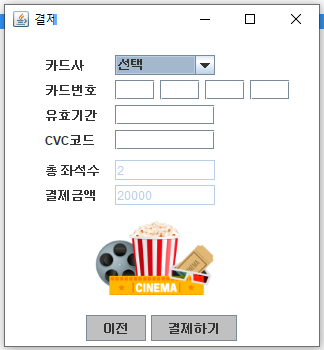 결제
카드사 선택
카드번호
유효기간
CVC코드
총 좌석수 2
결제금액 20000
CINEMA
이전 결제하기